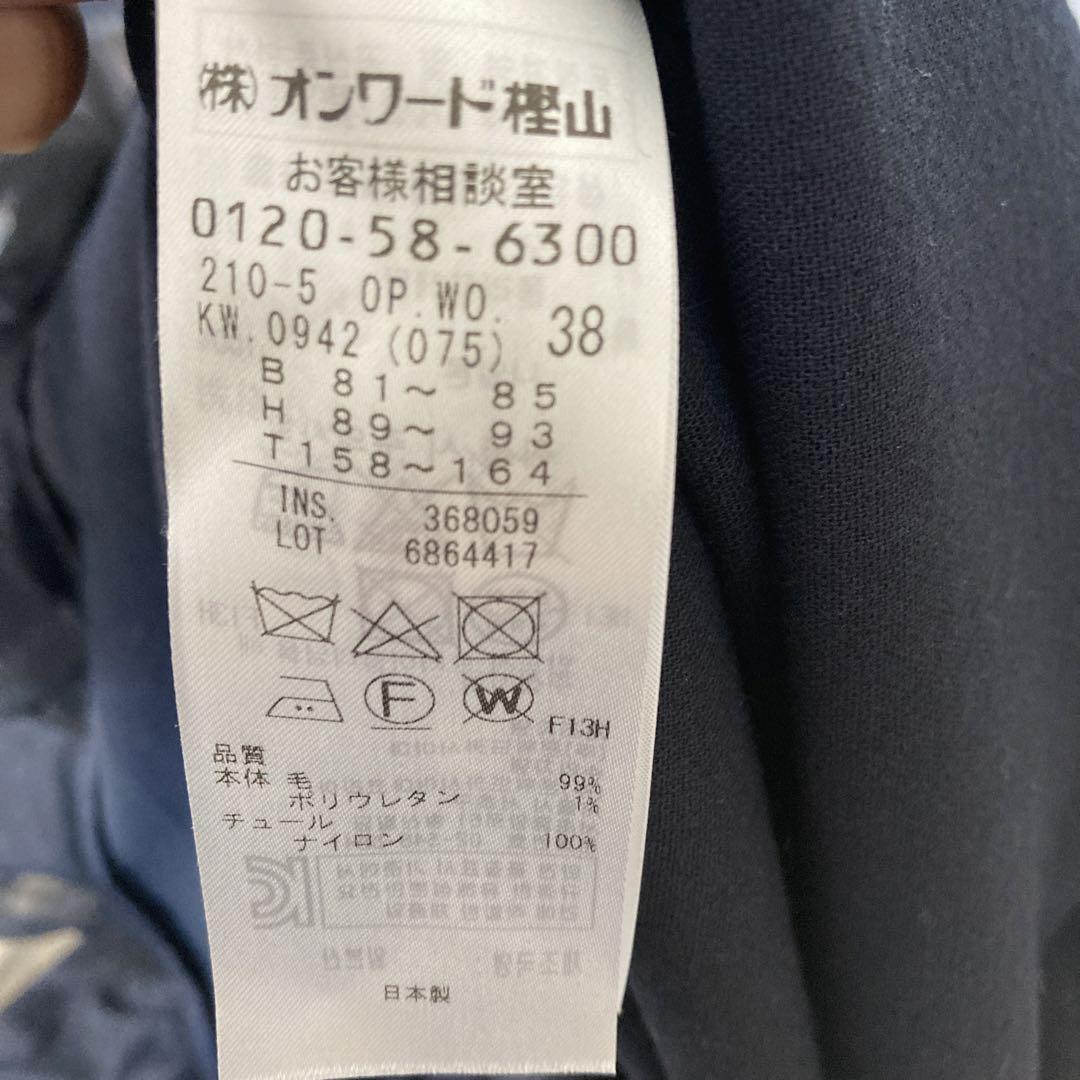 (株)オンワード樫山
お客様相談室
0120-58-6300
210-5 OP.WO.
KW.0942 (075) 38
B 81～ 85
H 89～ 93
T158～164
INS. 368059
LOT 6864417
F
W
F13H
品質
本体 毛 99%
ポリウレタン 1%
チュール
ナイロン 100%
日本製